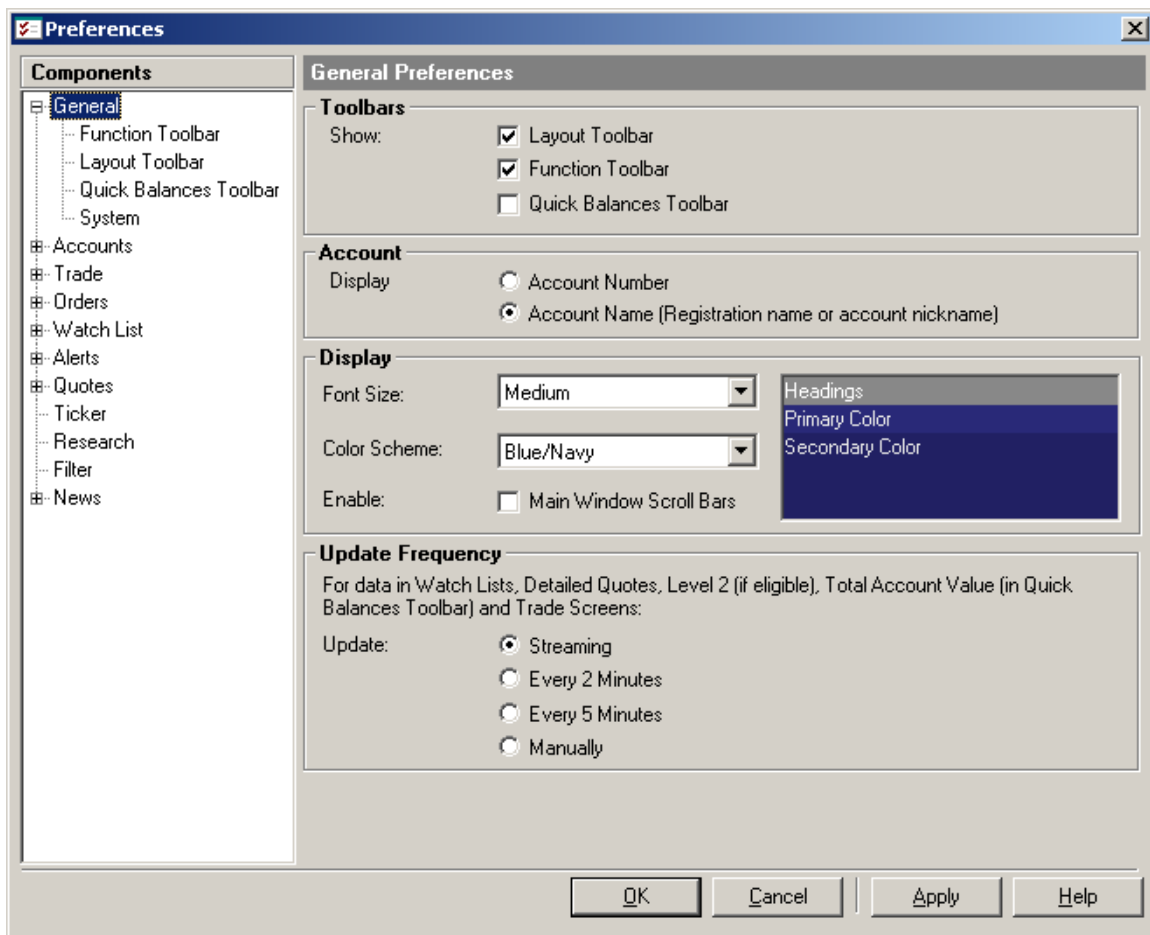 Preferences
Components
General
Function Toolbar
Layout Toolbar
Quick Balances Toolbar
System
Accounts
Trade
Orders
Watch List
Alerts
Quotes
Ticker
Research
Filter
News
General Preferences
Toolbars
Show:
Layout Toolbar
Function Toolbar
Quick Balances Toolbar
Account
Display
Account Number
Account Name (Registration name or account nickname)
Display
Font Size:
Medium
Color Scheme:
Blue/Navy
Enable:
Main Window Scroll Bars
Headings
Primary Color
Secondary Color
Update Frequency
For data in Watch Lists, Detailed Quotes, Level 2 (if eligible), Total Account Value (in Quick
Balances Toolbar) and Trade Screens:
Update:
Streaming
Every 2 Minutes
Every 5 Minutes
Manually
OK
Cancel
Apply
Help